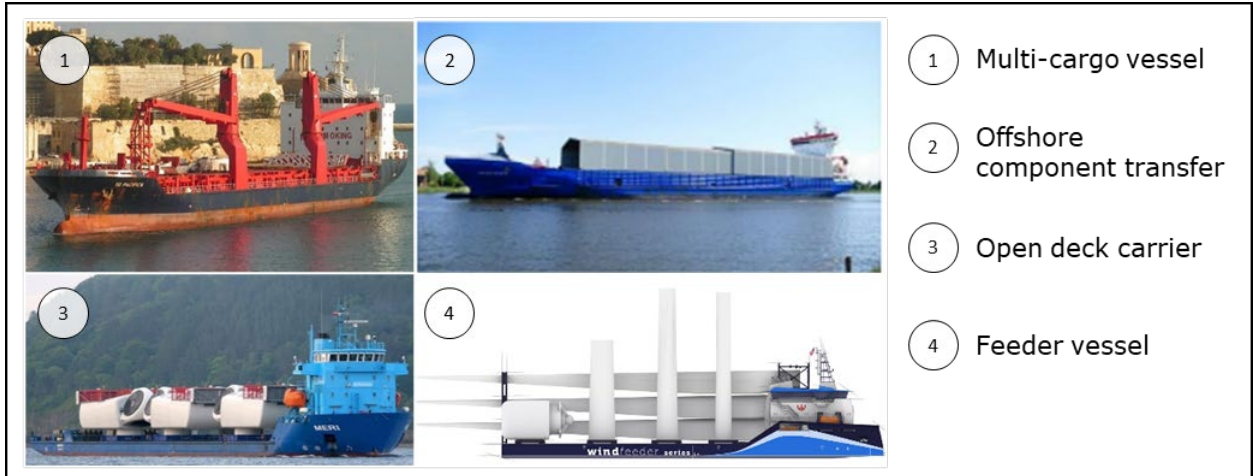 1
2
SMOKING
3
MERI
4
windfeeder series
1 Multi-cargo vessel
2 Offshore
component transfer
3 Open deck carrier
4 Feeder vessel